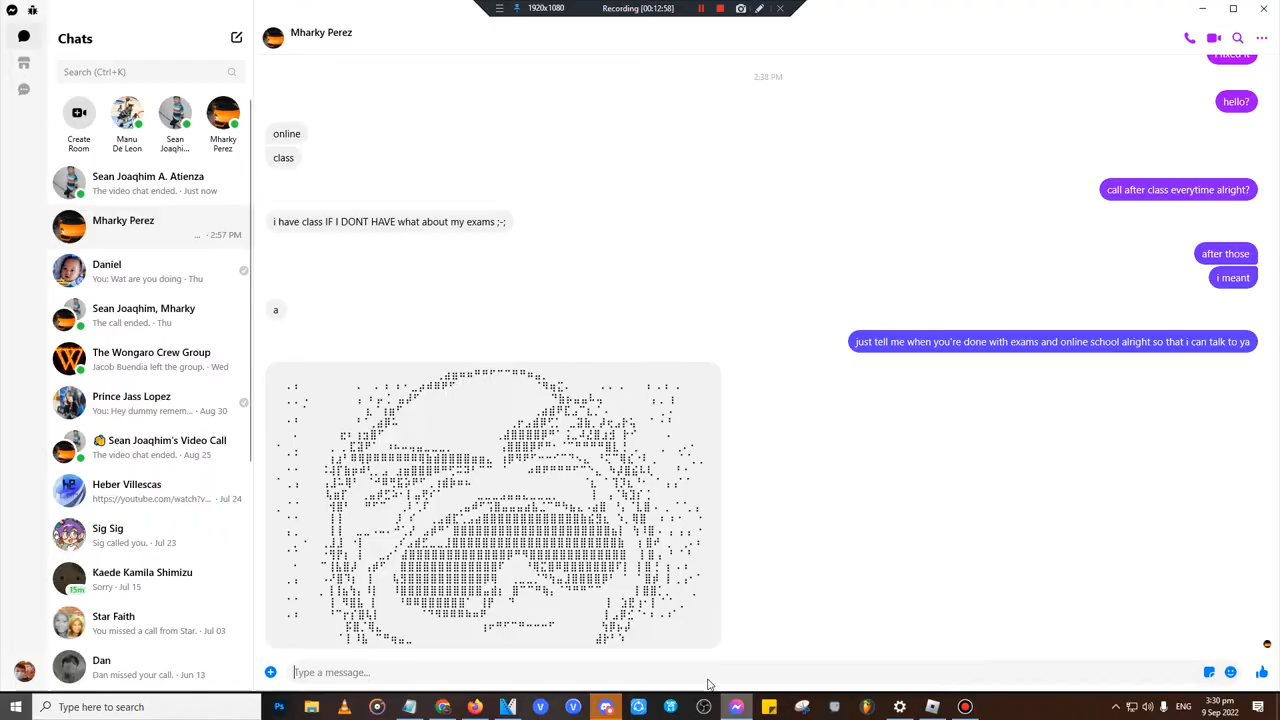 1920x1080
Recording [00:12:58]
Chats
Search (Ctrl+K)
Create
Room
Manu
De Leon
Sean
Joaqhi...
Mharky
Perez
Sean Joaqhim A. Atienza
The video chat ended. · Just now
Mharky Perez
... · 2:57 PM
Daniel
You: Wat are you doing · Thu
Sean Joaqhim, Mharky
The call ended. · Thu
The Wongaro Crew Group
Jacob Buendia left the group. · Wed
Prince Jass Lopez
You: Hey dummy remem... · Aug 30
👏 Sean Joaqhim's Video Call
The video chat ended. · Aug 25
Heber Villescas
https://youtube.com/watch?v... · Jul 24
Sig Sig
Sig called you. · Jul 23
Kaede Kamila Shimizu
Sorry · Jul 15
15m
Star Faith
You missed a call from Star. · Jul 03
Dan
Dan missed your call. · Jun 13
Mharky Perez
2:38 PM
hello?
online
class
call after class everytime alright?
i have class IF I DONT HAVE what about my exams ;-;
after those
i meant
a
just tell me when you're done with exams and online school alright so that i can talk to ya
Type a message...
Type here to search
3:30 pm
9 Sep 2022